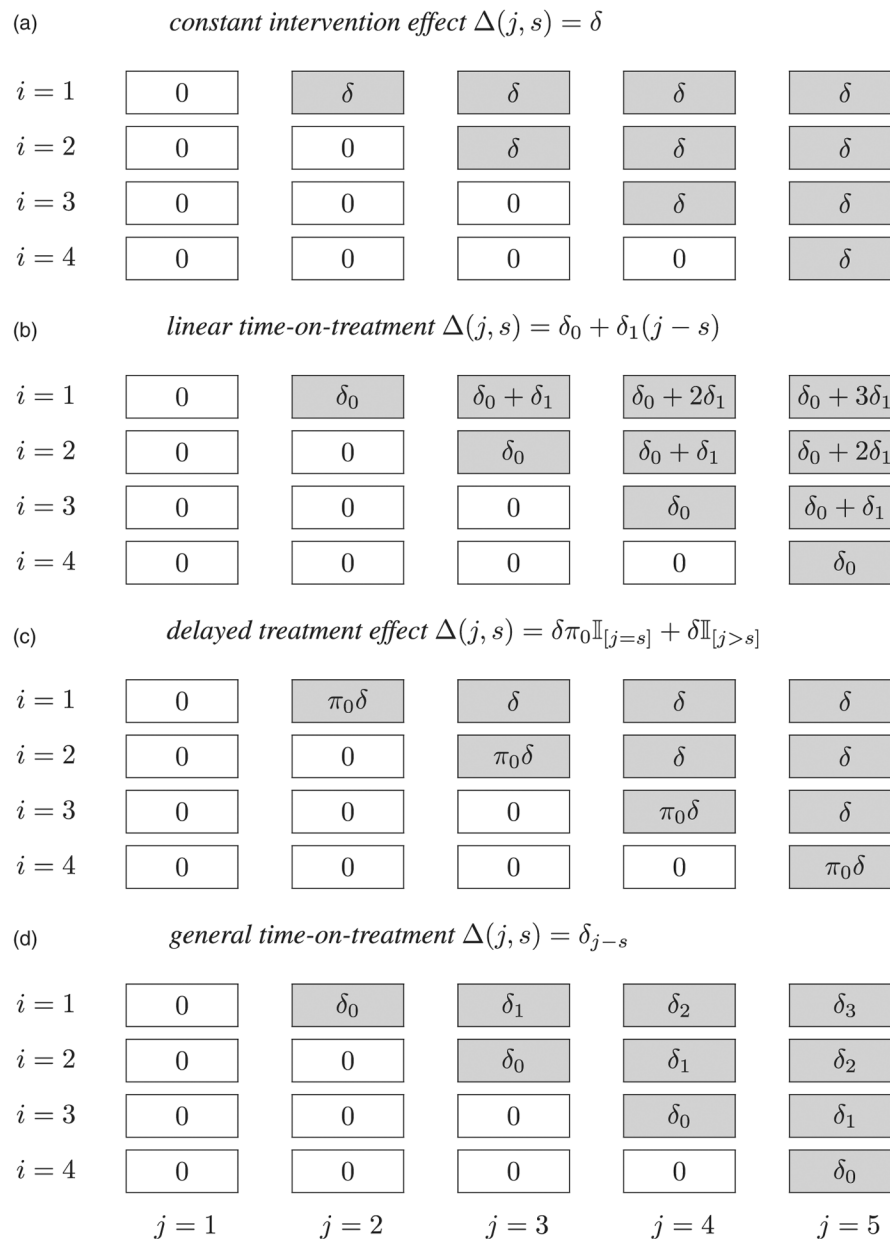 (a) constant intervention effect Δ(j, s) = δ
i = 1 0 δ δ δ δ
i = 2 0 0 δ δ δ
i = 3 0 0 0 δ δ
i = 4 0 0 0 0 δ
(b) linear time-on-treatment Δ(j, s) = δ₀ + δ₁(j − s)
i = 1 0 δ₀ δ₀ + δ₁ δ₀ + 2δ₁ δ₀ + 3δ₁
i = 2 0 0 δ₀ δ₀ + δ₁ δ₀ + 2δ₁
i = 3 0 0 0 δ₀ δ₀ + δ₁
i = 4 0 0 0 0 δ₀
(c) delayed treatment effect Δ(j, s) = δπ₀𝕀[j=s] + δ𝕀[j>s]
i = 1 0 π₀δ δ δ δ
i = 2 0 0 π₀δ δ δ
i = 3 0 0 0 π₀δ δ
i = 4 0 0 0 0 π₀δ
(d) general time-on-treatment Δ(j, s) = δj−s
i = 1 0 δ₀ δ₁ δ₂ δ₃
i = 2 0 0 δ₀ δ₁ δ₂
i = 3 0 0 0 δ₀ δ₁
i = 4 0 0 0 0 δ₀
j = 1 j = 2 j = 3 j = 4 j = 5